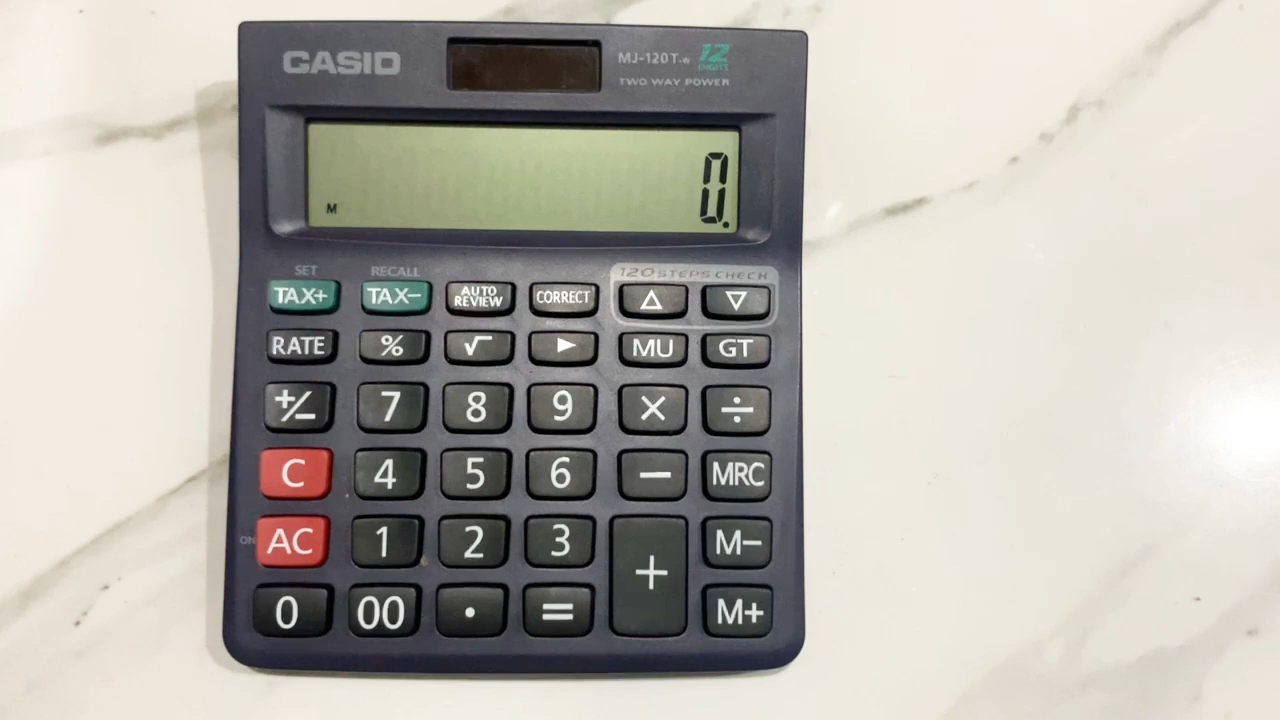 CASIO
MJ-120T-w 12 DIGITS
TWO WAY POWER
0.
M
SET RECALL 120 STEPS CHECK
TAX+ TAX− AUTO REVIEW CORRECT △ ▽
RATE % √ ▶ MU GT
+/− 7 8 9 × ÷
C 4 5 6 − MRC
ON AC 1 2 3 + M−
0 00 · = M+